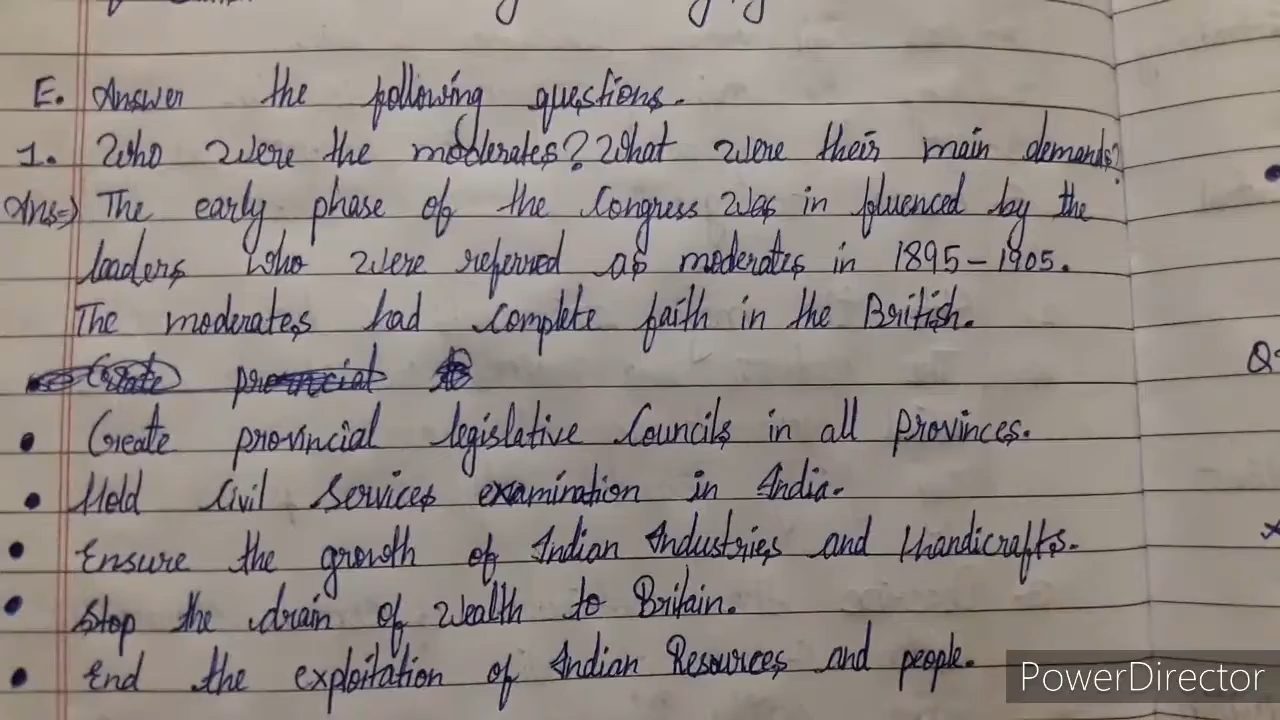 E. Answer the following questions.
1. Who were the moderates? What were their main demands?
Ans⇒ The early phase of the Congress was in fluenced by the
leaders who were referred as moderates in 1895-1905.
The moderates had complete faith in the British.
Create provincial
• Create provincial legislative Councils in all provinces.
• Held Civil Services examination in India.
• Ensure the growth of Indian Industries and Handicrafts.
• Stop the drain of wealth to Britain.
• End the exploitation of Indian Resources and people.
PowerDirector